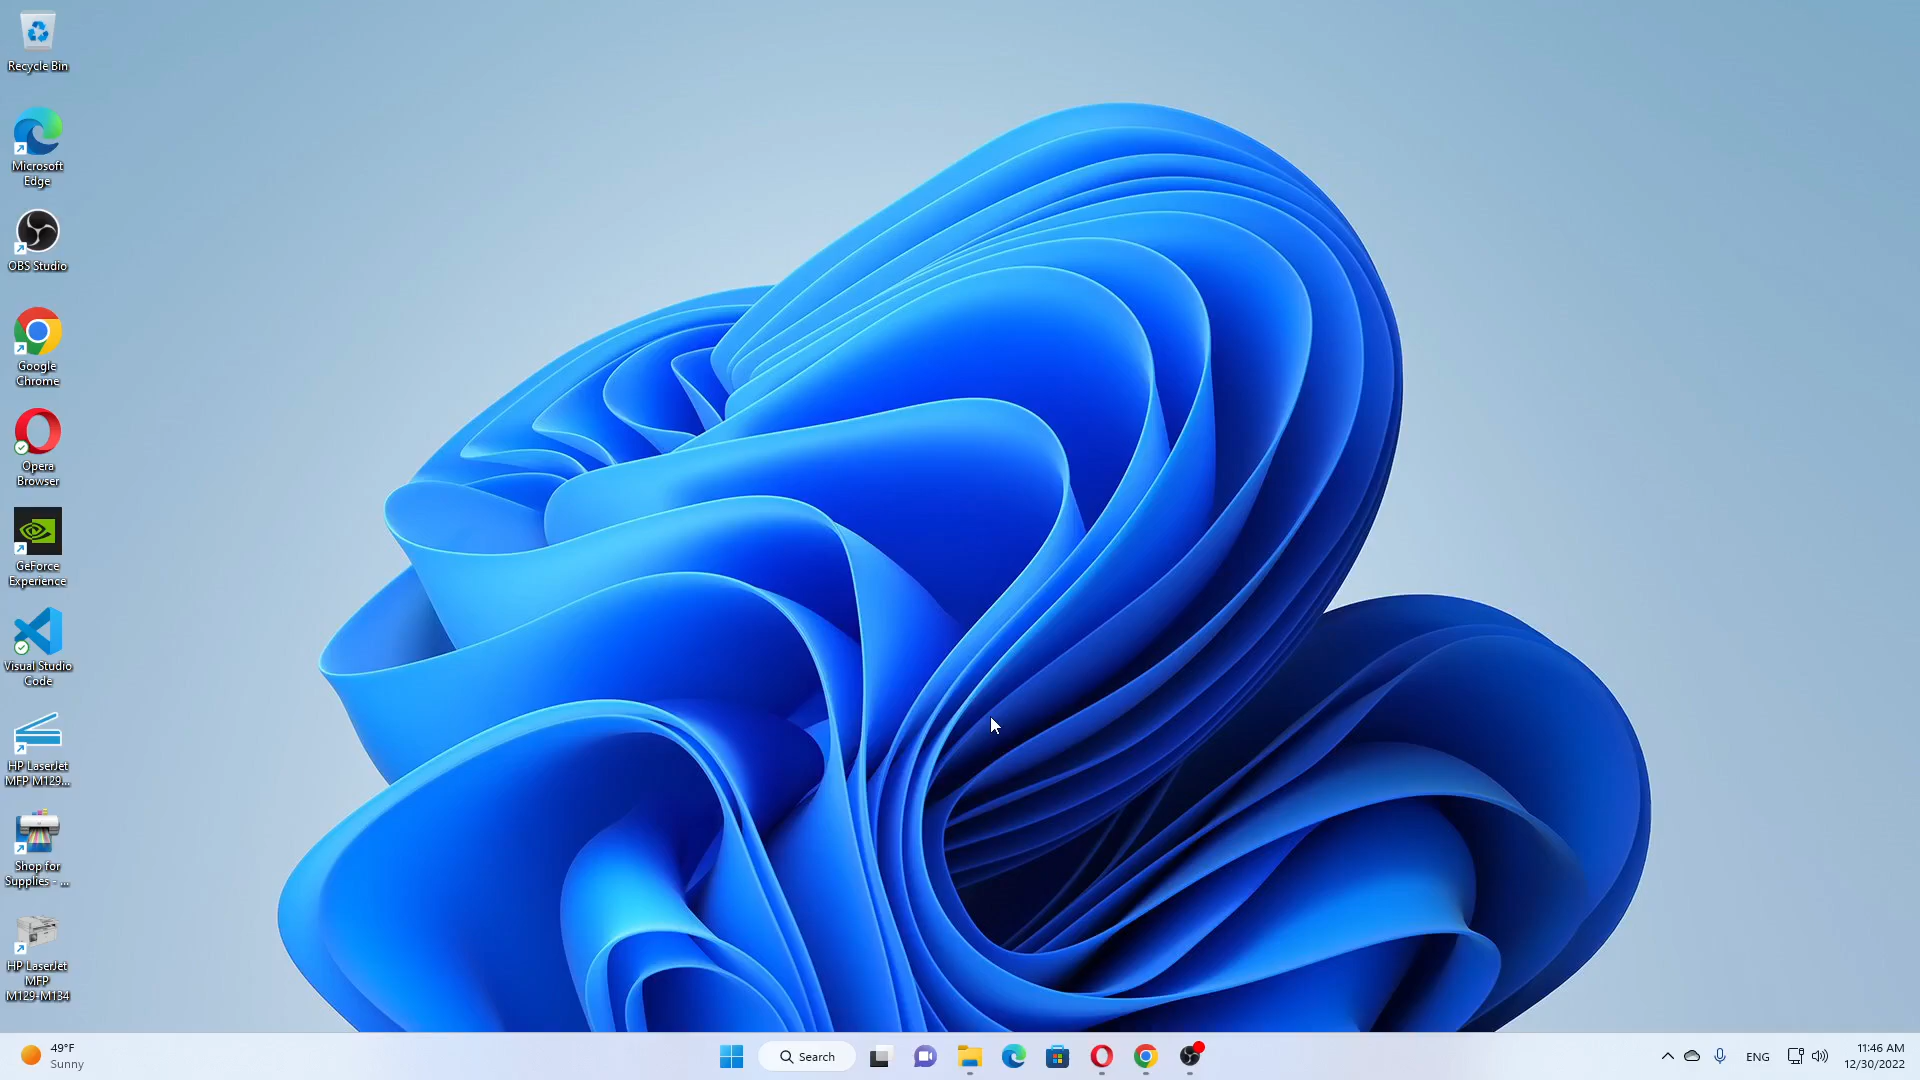 Recycle Bin
Microsoft
Edge
OBS Studio
Google
Chrome
Opera
Browser
GeForce
Experience
Visual Studio
Code
HP LaserJet
MFP M129...
Shop for
Supplies - ...
HP LaserJet
MFP
M129-M134
49°F
Sunny
Search
ENG
11:46 AM
12/30/2022